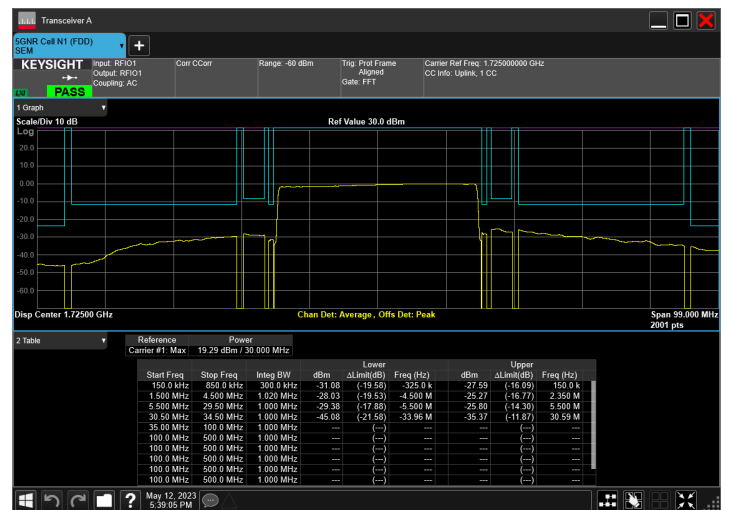 Transceiver A
5GNR Cell N1 (FDD)
SEM
KEYSIGHT
LXI
PASS
Input: RFIO1
Output: RFIO1
Coupling: AC
Corr CCorr
Range: -60 dBm
Trig: Prot Frame
Aligned
Gate: FFT
Carrier Ref Freq: 1.725000000 GHz
CC Info: Uplink, 1 CC
1 Graph
Scale/Div 10 dB
Ref Value 30.0 dBm
Log
20.0
10.0
0.00
-10.0
-20.0
-30.0
-40.0
-50.0
-60.0
Disp Center 1.72500 GHz
Chan Det: Average, Offs Det: Peak
Span 99.000 MHz
2001 pts
2 Table
Reference Power
Carrier #1: Max 19.29 dBm / 30.000 MHz
Lower Upper
Start Freq Stop Freq Integ BW dBm ΔLimit(dB) Freq (Hz) dBm ΔLimit(dB) Freq (Hz)
150.0 kHz 850.0 kHz 300.0 kHz -31.08 (-19.58) -325.0 k -27.59 (-16.09) 150.0 k
1.500 MHz 4.500 MHz 1.020 MHz -28.03 (-19.53) -4.500 M -25.27 (-16.77) 2.350 M
5.500 MHz 29.50 MHz 1.000 MHz -29.38 (-17.88) -5.500 M -25.80 (-14.30) 5.500 M
30.50 MHz 34.50 MHz 1.000 MHz -45.08 (-21.58) -33.96 M -35.37 (-11.87) 30.59 M
35.00 MHz 100.0 MHz 1.000 MHz --- (---) --- --- (---) ---
100.0 MHz 500.0 MHz 1.000 MHz --- (---) --- --- (---) ---
100.0 MHz 500.0 MHz 1.000 MHz --- (---) --- --- (---) ---
100.0 MHz 500.0 MHz 1.000 MHz --- (---) --- --- (---) ---
100.0 MHz 500.0 MHz 1.000 MHz --- (---) --- --- (---) ---
100.0 MHz 500.0 MHz 1.000 MHz --- (---) --- --- (---) ---
May 12, 2023
5:39:05 PM